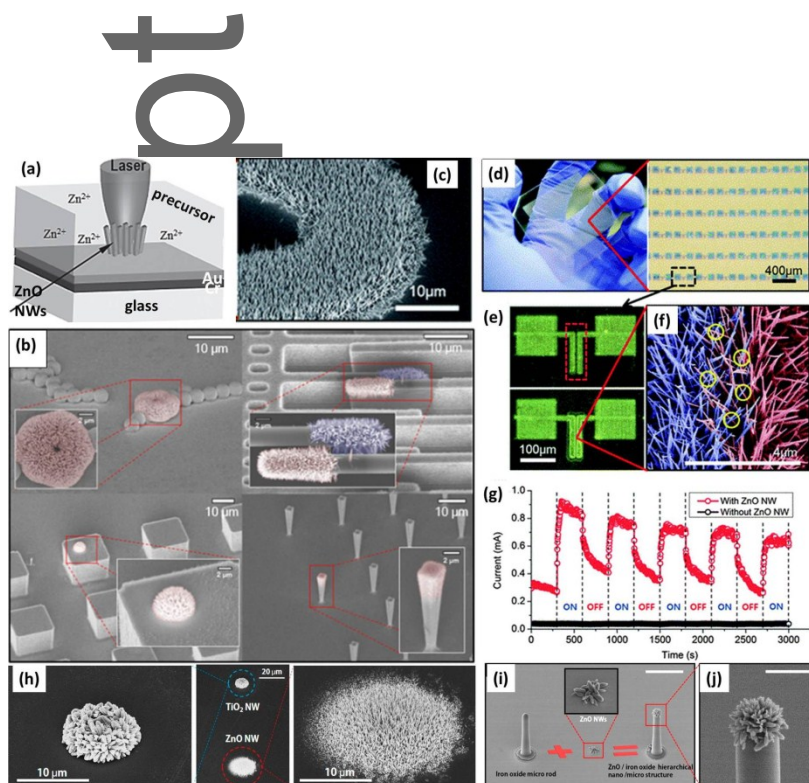 pt
(a)
Laser
precursor
Zn2+
Zn2+
Zn2+
Zn2+
ZnO
NWs
Au
glass
(c)
10μm
(d)
400μm
(b)
10 μm
2 μm
10 μm
2 μm
10 μm
2 μm
10 μm
2 μm
(e)
100μm
(f)
4μm
(g)
With ZnO NW
Without ZnO NW
Current (mA)
1.0
0.8
0.6
0.4
0.2
0.0
ON OFF ON OFF ON OFF ON OFF ON
0 500 1000 1500 2000 2500 3000
Time (s)
(h)
10 μm
20 μm
TiO2 NW
ZnO NW
10 μm
(i)
ZnO NWs
Iron oxide micro rod
ZnO / iron oxide hierarchical
nano /micro structure
(j)